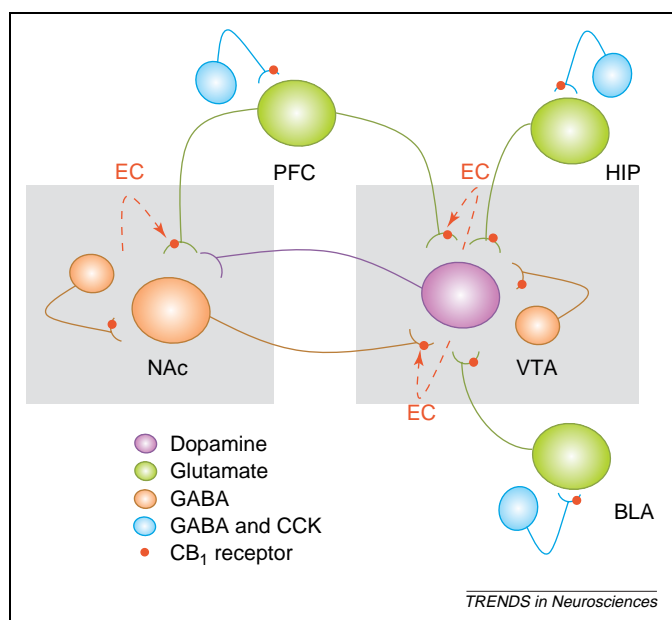 EC
PFC
EC
HIP
NAc
VTA
EC
Dopamine
Glutamate
GABA
GABA and CCK
CB₁ receptor
BLA
TRENDS in Neurosciences